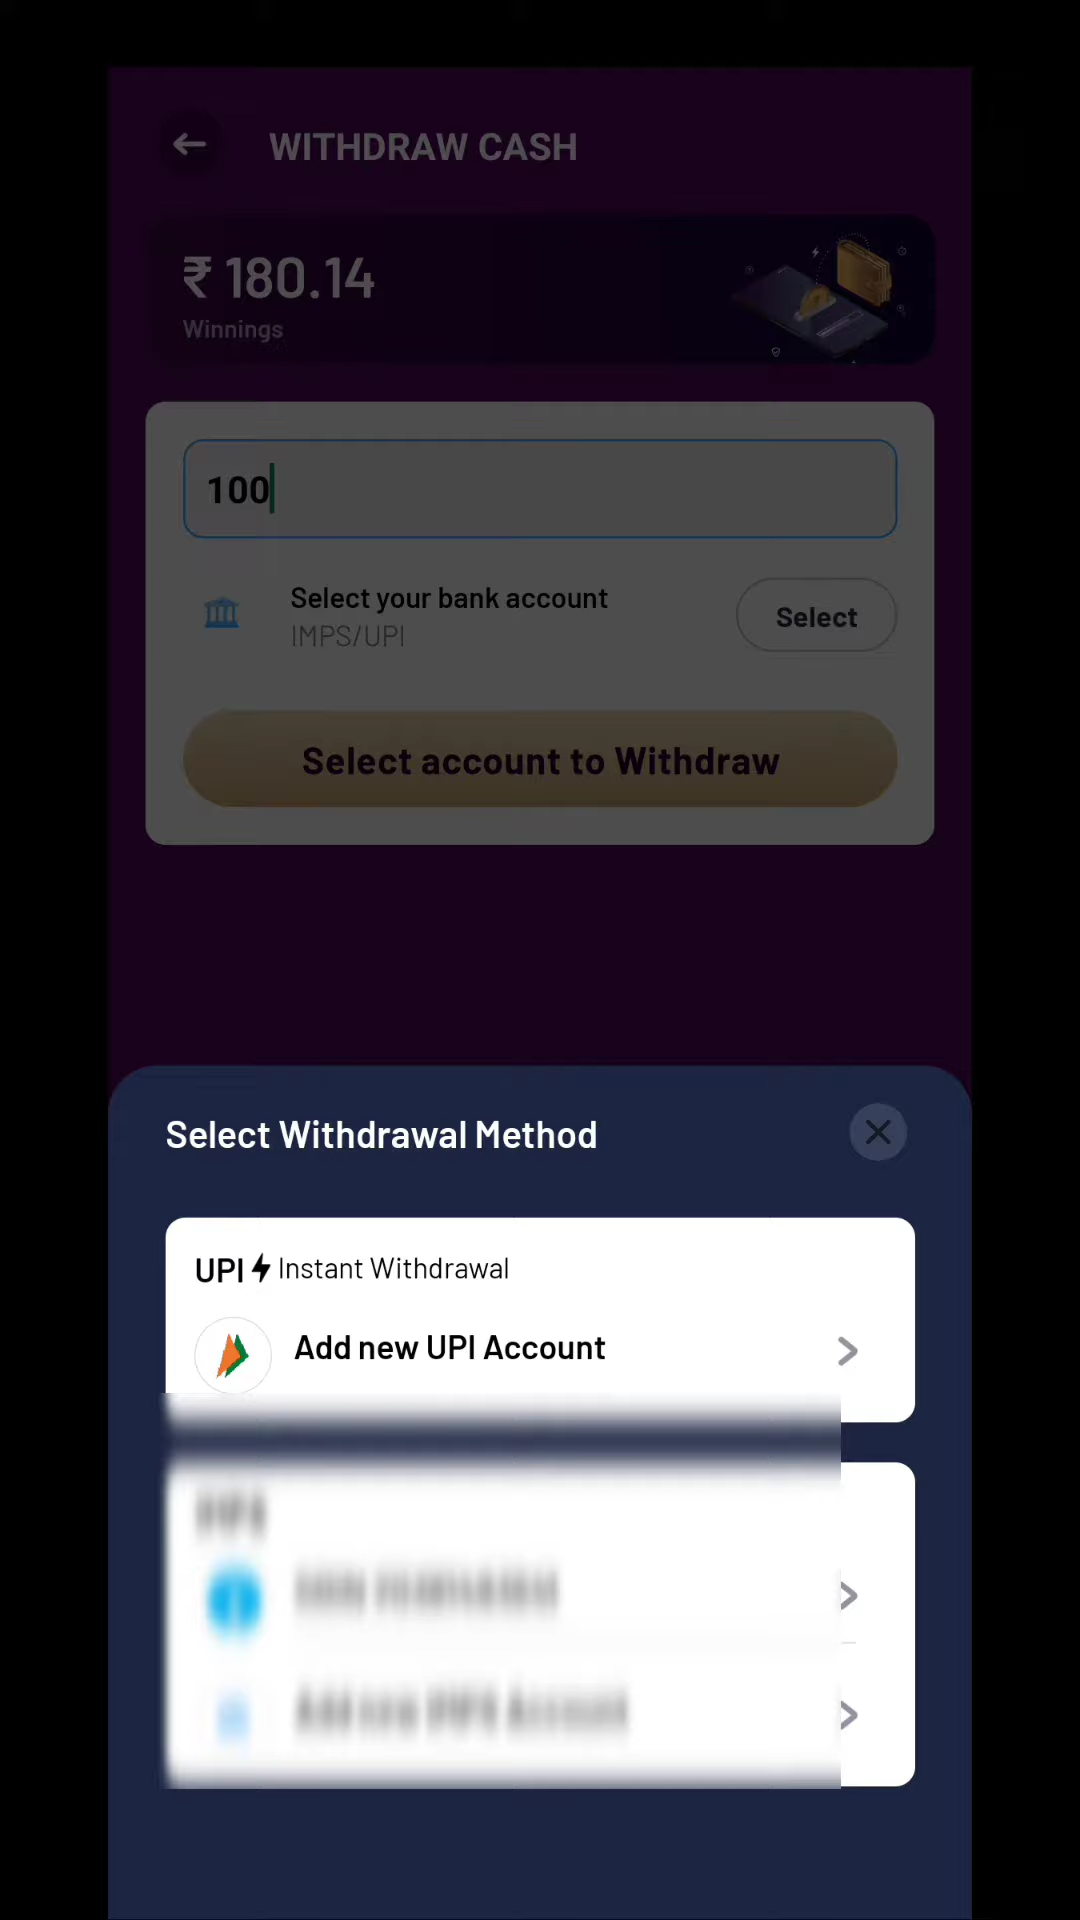 WITHDRAW CASH
₹ 180.14
Winnings
100
Select your bank account
IMPS/UPI
Select
Select account to Withdraw
Select Withdrawal Method
UPI Instant Withdrawal
Add new UPI Account